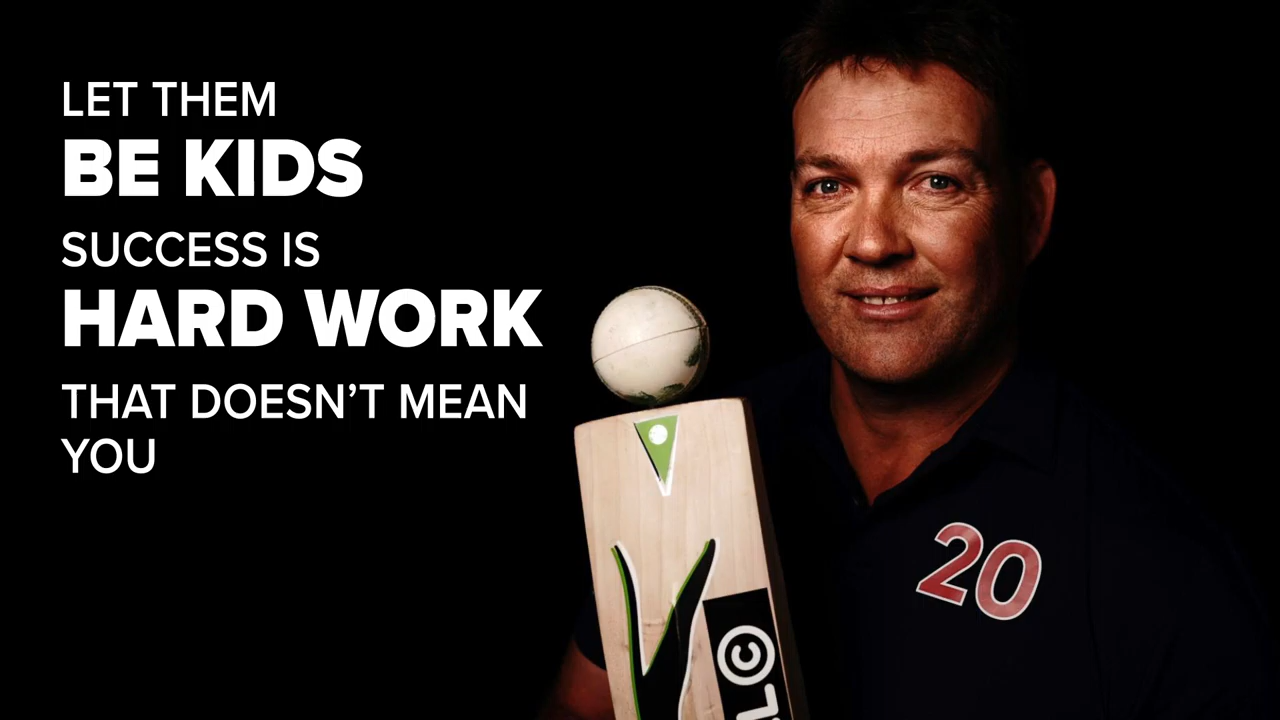 LET THEM
BE KIDS
SUCCESS IS
HARD WORK
THAT DOESN’T MEAN
YOU
20
L©